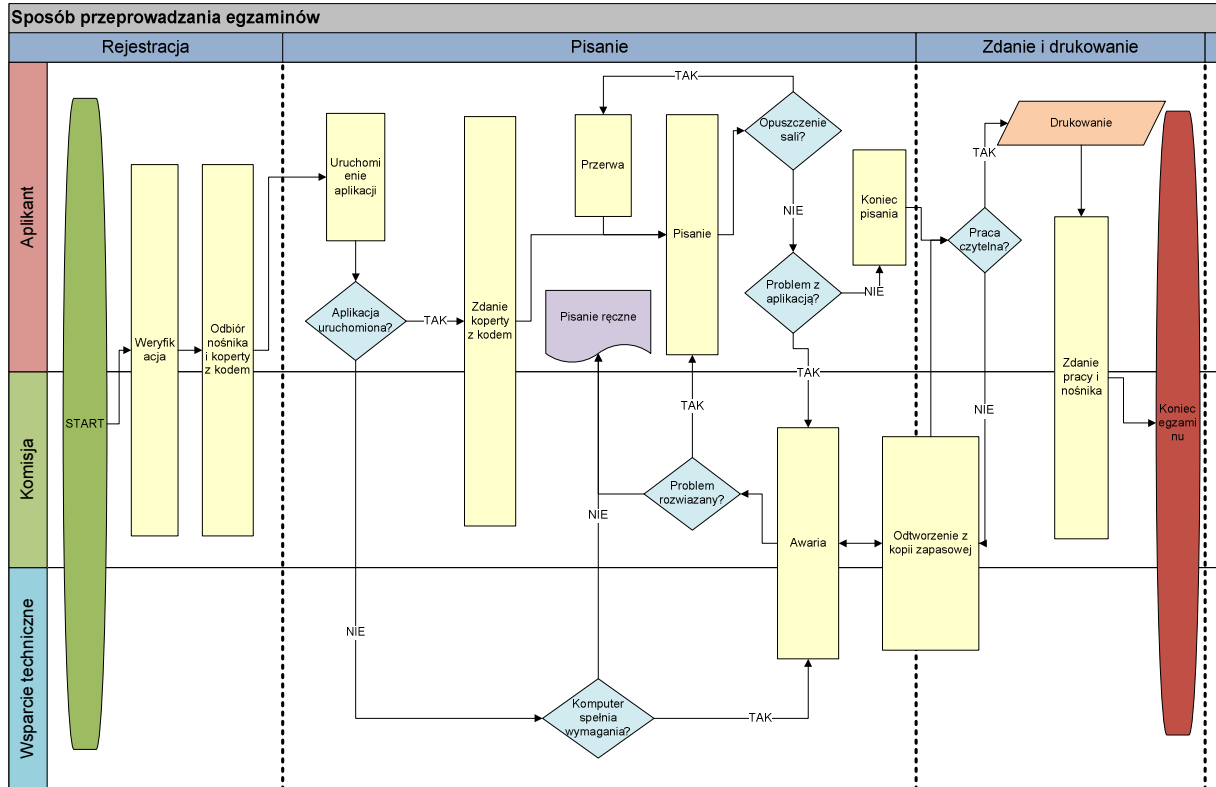 Sposób przeprowadzania egzaminów
Rejestracja
Pisanie
Zdanie i drukowanie
Aplikant
Komisja
Wsparcie techniczne
START
Weryfik
acja
Odbiór
nośnika
i koperty
z kodem
Uruchom
ienie
aplikacji
Aplikacja
uruchomiona?
TAK
NIE
Zdanie
koperty
z kodem
Przerwa
Pisanie
TAK
Opuszczenie
sali?
NIE
Problem z
aplikacją?
NIE
TAK
Koniec
pisania
Pisanie ręczne
Problem
rozwiazany?
TAK
NIE
Awaria
Komputer
spełnia
wymagania?
TAK
Odtworzenie z
kopii zapasowej
Praca
czytelna?
TAK
NIE
Drukowanie
Zdanie
pracy i
nośnika
Koniec
egzami
nu